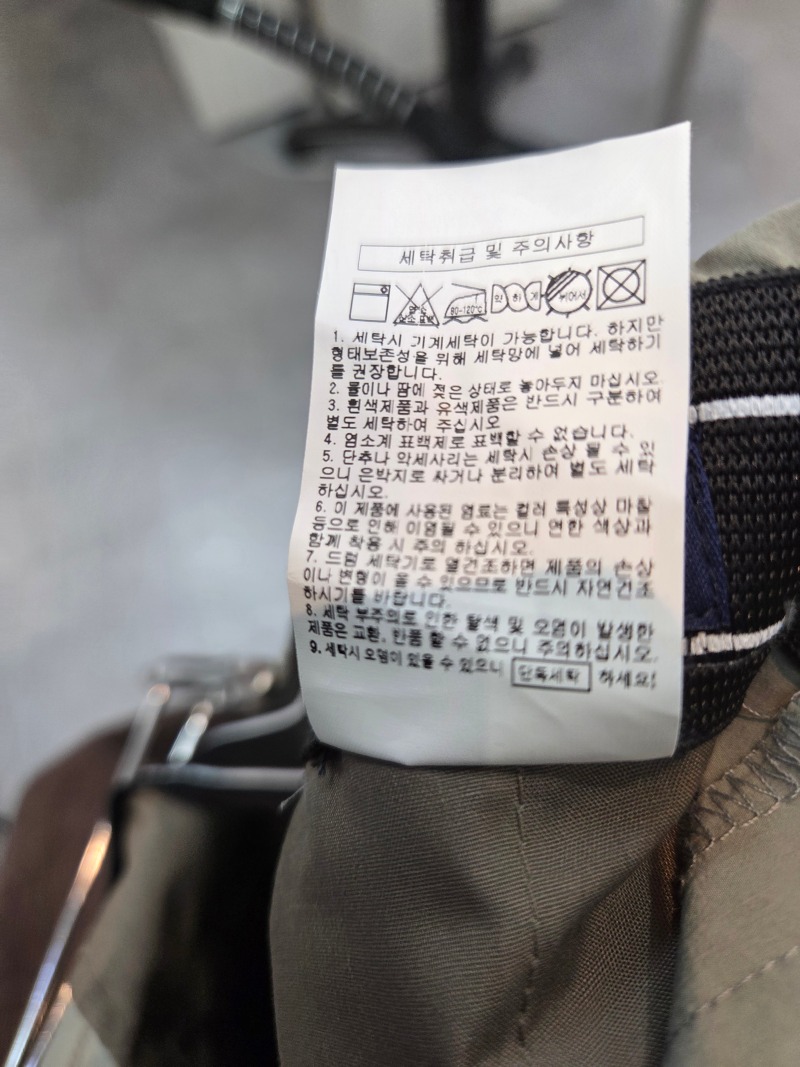 세탁취급 및 주의사항
염소
산소 표백
80-120℃
약 하 게
뉘어서
1. 세탁시 기계세탁이 가능합니다. 하지만
형태보존성을 위해 세탁망에 넣어 세탁하기
를 권장합니다.
2. 물이나 땀에 젖은 상태로 놓아두지 마십시오.
3. 흰색제품과 유색제품은 반드시 구분하여
별도 세탁하여 주십시오
4. 염소계 표백제로 표백할 수 없습니다.
5. 단추나 악세사리는 세탁시 손상 될 수 있
으니 은박지로 싸거나 분리하여 별도 세탁
하십시오.
6. 이 제품에 사용된 염료는 컬러 특성상 마찰
등으로 인해 이염될 수 있으니 연한 색상과
함께 착용 시 주의 하십시오.
7. 드럼 세탁기로 열건조하면 제품의 손상
이나 변형이 올 수 있으므로 반드시 자연건조
하시기를 바랍니다.
8. 세탁 부주의로 인한 탈색 및 오염이 발생한
제품은 교환, 반품 할 수 없으니 주의하십시오.
9. 세탁시 오염이 있을 수 있으니 단독세탁 하세요!